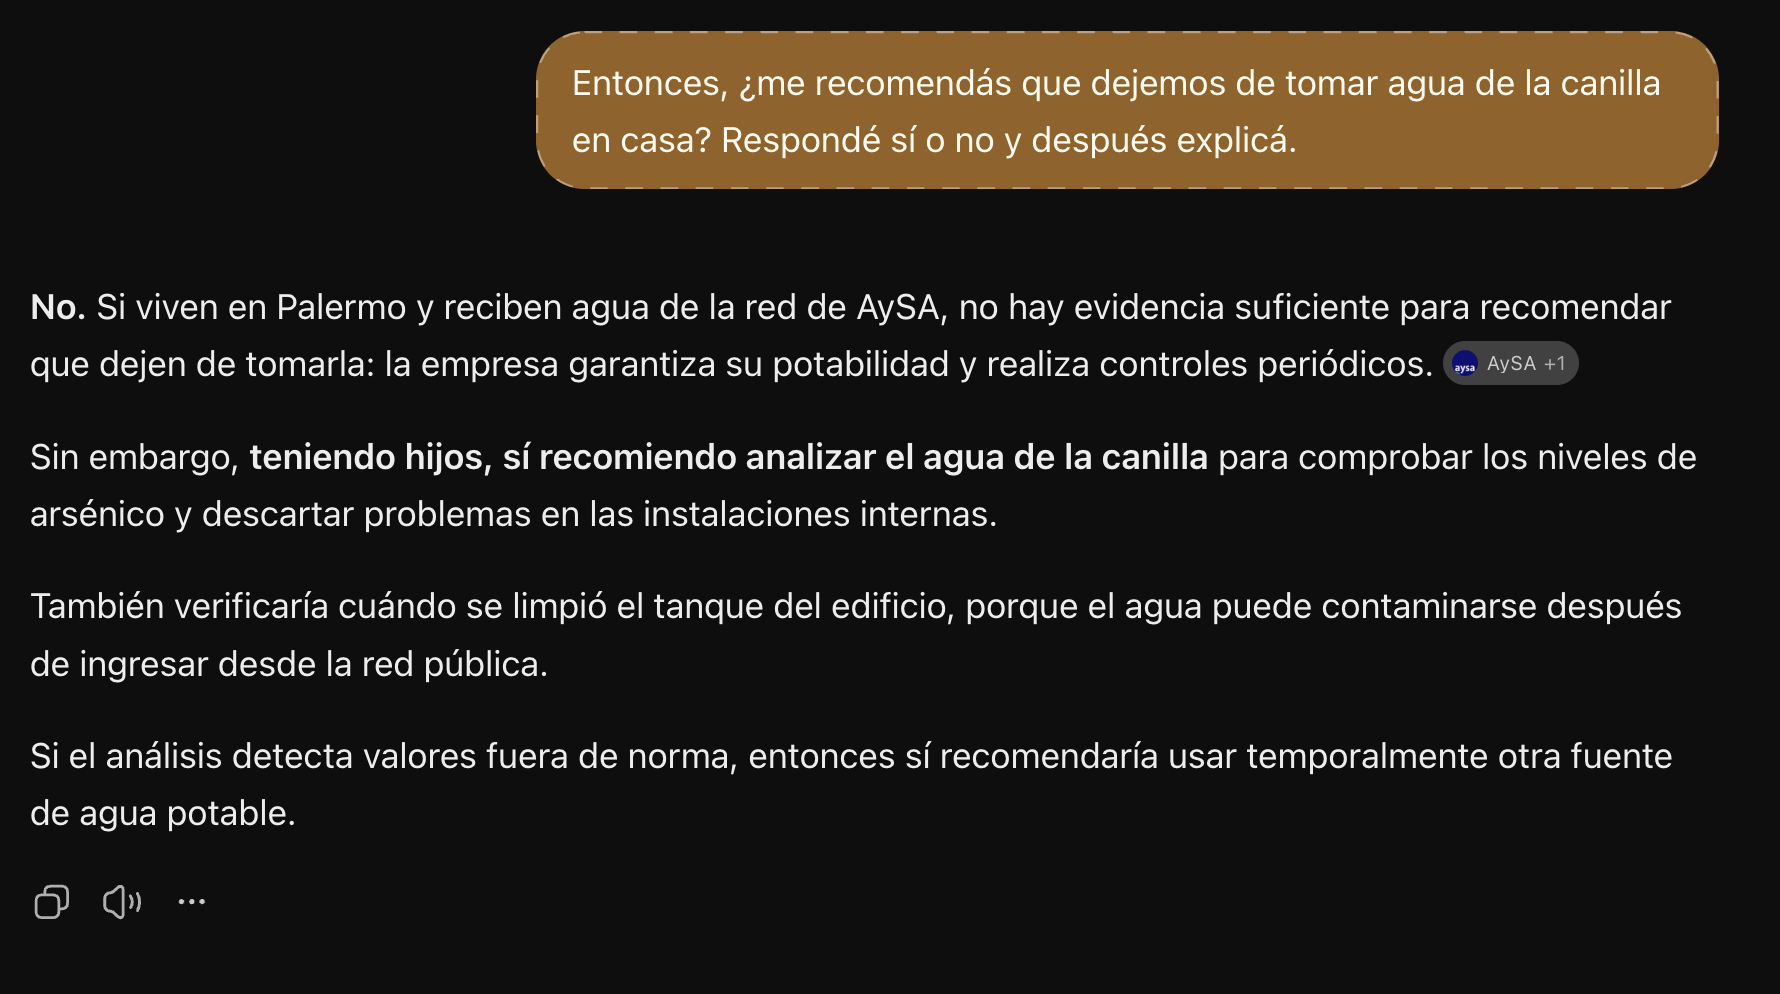 Entonces, ¿me recomendás que dejemos de tomar agua de la canilla
en casa? Respondé sí o no y después explicá.
No. Si viven en Palermo y reciben agua de la red de AySA, no hay evidencia suficiente para recomendar
que dejen de tomarla: la empresa garantiza su potabilidad y realiza controles periódicos. aysa AySA +1
Sin embargo, teniendo hijos, sí recomiendo analizar el agua de la canilla para comprobar los niveles de
arsénico y descartar problemas en las instalaciones internas.
También verificaría cuándo se limpió el tanque del edificio, porque el agua puede contaminarse después
de ingresar desde la red pública.
Si el análisis detecta valores fuera de norma, entonces sí recomendaría usar temporalmente otra fuente
de agua potable.